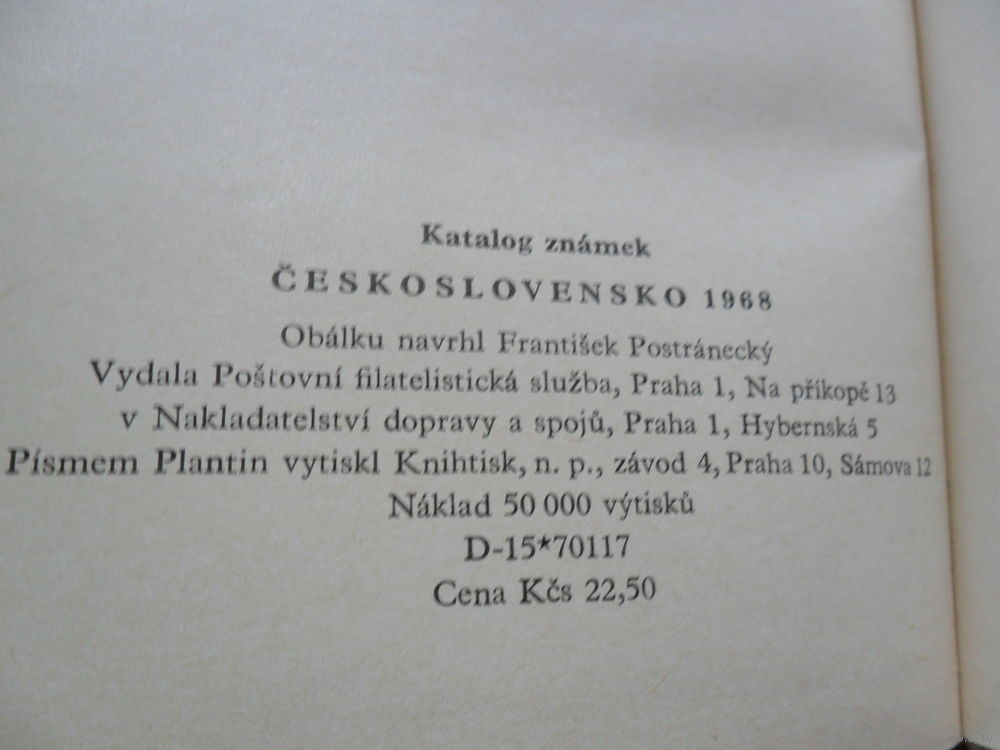 Katalog známek
ČESKOSLOVENSKO 1968
Obálku navrhl František Postránecký
Vydala Poštovní filatelistická služba, Praha 1, Na příkopě 13
v Nakladatelství dopravy a spojů, Praha 1, Hybernská 5
Písmem Plantin vytiskl Knihtisk, n. p., závod 4, Praha 10, Sámova 12
Náklad 50 000 výtisků
D-15*70117
Cena Kčs 22,50